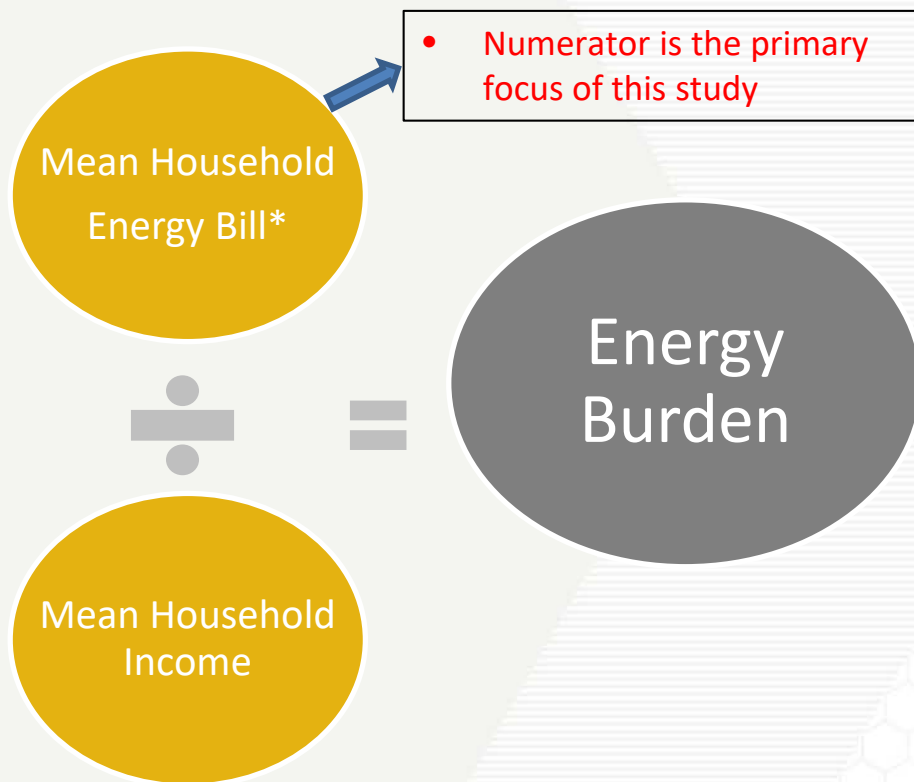 • Numerator is the primary
focus of this study
Mean Household
Energy Bill*
÷
=
Energy
Burden
Mean Household
Income